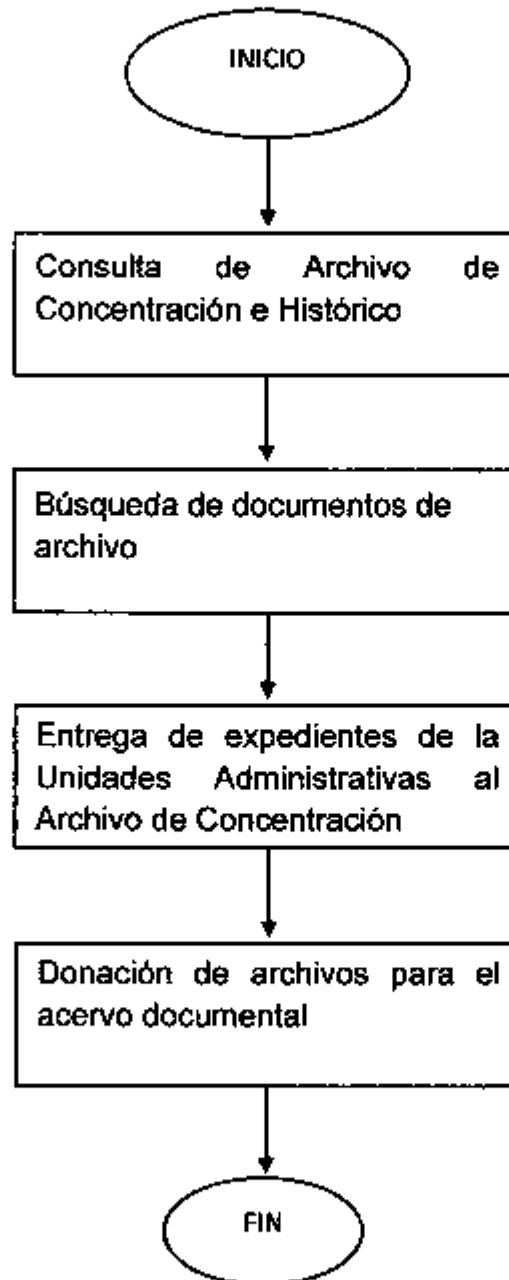 INICIO
Consulta de Archivo de
Concentración e Histórico
Búsqueda de documentos de
archivo
Entrega de expedientes de la
Unidades Administrativas al
Archivo de Concentración
Donación de archivos para el
acervo documental
FIN